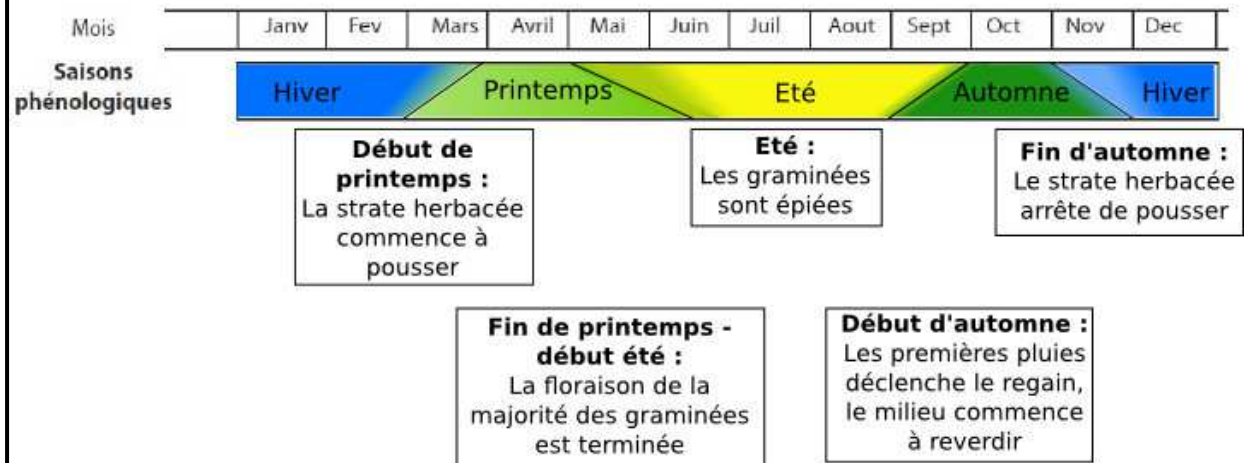 Mois Janv Fev Mars Avril Mai Juin Juil Aout Sept Oct Nov Dec
Saisons
phénologiques
Hiver Printemps Eté Automne Hiver
Début de
printemps :
La strate herbacée
commence à
pousser
Eté :
Les graminées
sont épiées
Fin d'automne :
Le strate herbacée
arrête de pousser
Fin de printemps -
début été :
La floraison de la
majorité des graminées
est terminée
Début d'automne :
Les premières pluies
déclenche le regain,
le milieu commence
à reverdir